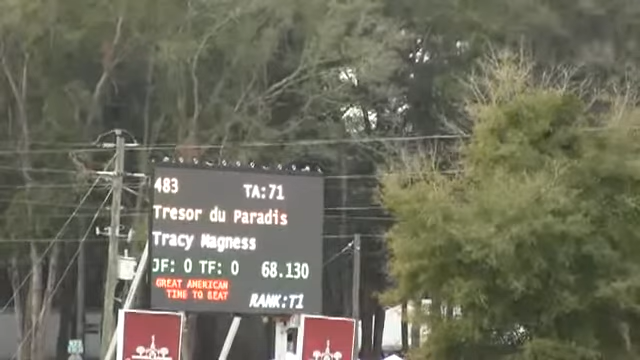 483 TA:71
Tresor du Paradis
Tracy Magness
JF: 0 TF: 0 68.130
GREAT AMERICAN
TIME TO BEAT
RANK:T1